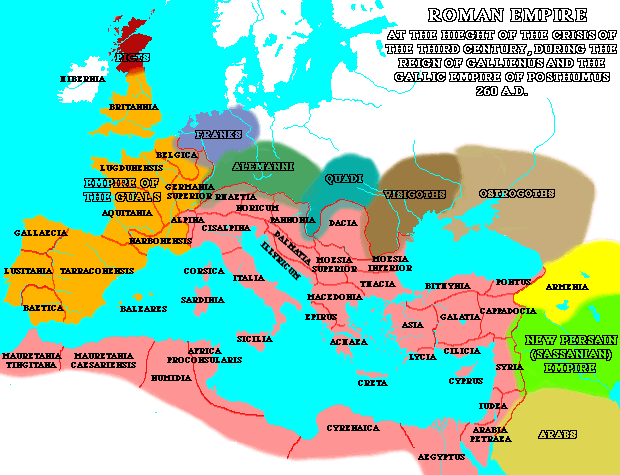 ROMAN EMPIRE
AT THE HIEGHT OF THE CRISIS OF
THE THIRD CENTURY, DURING THE
REIGN OF GALLIENUS AND THE
GALLIC EMPIRE OF POSTHUMUS
260 A.D.
PICTS
HIBERNIA
BRITANNIA
FRANKS
BELGICA
LUGDUNENSIS
ALEMANNI
QUADI
VISIGOTHS
OSTROGOTHS
EMPIRE OF
THE GUALS
GERMANIA
SUPERIOR
RHAETIA
NORICUM
PANNONIA
DACIA
AQUITANIA
ALPINA
CISALPINA
NARBONENSIS
GALLAECIA
DALMATIA
ILLYRICUM
MOESIA
SUPERIOR
MOESIA
INFERIOR
LUSITANIA
TARRACONENSIS
CORSICA
ITALIA
THACIA
BITHYNIA
PONTUS
ARMENIA
BAETICA
BALEARES
SARDINIA
MACEDONIA
EPIRUS
ASIA
GALATIA
CAPPADOCIA
SICILIA
ACHAEA
LYCIA
CILICIA
NEW PERSAIN
(SASSANIAN)
EMPIRE
MAURETANIA
TINGITANA
MAURETANIA
CAESARIENSIS
AFRICA
PROCONSULARIS
NUMIDIA
CRETA
CYPRUS
SYRIA
IUDEA
CYRENAICA
ARABIA
PETRAEA
ARABS
AEGYPTUS